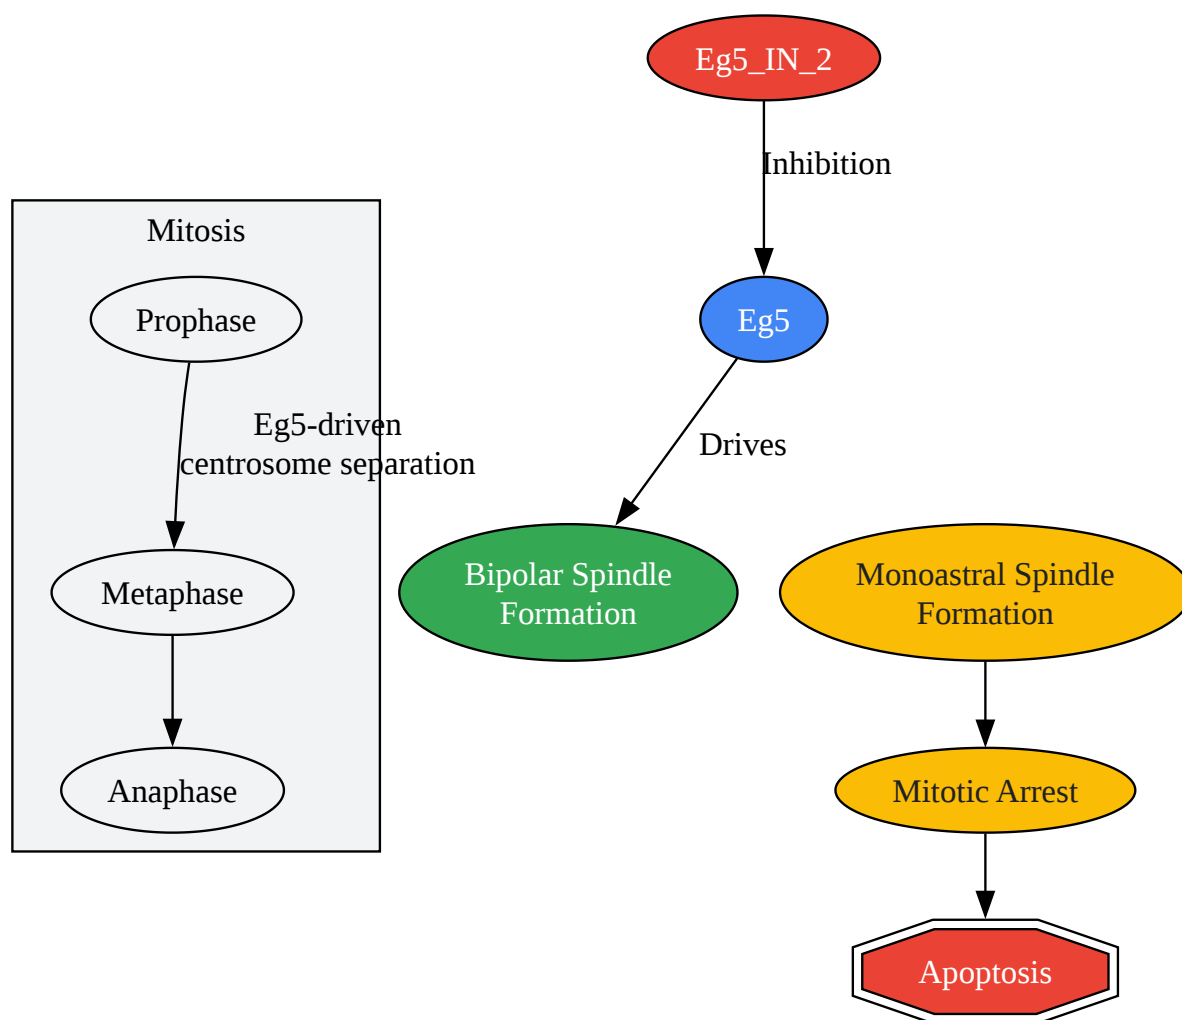 Eg5_IN_2
Inhibition
Mitosis
Prophase
Eg5
Eg5-driven
centrosome separation
Drives
Metaphase
Bipolar Spindle
Formation
Monoastral Spindle
Formation
Anaphase
Mitotic Arrest
Apoptosis